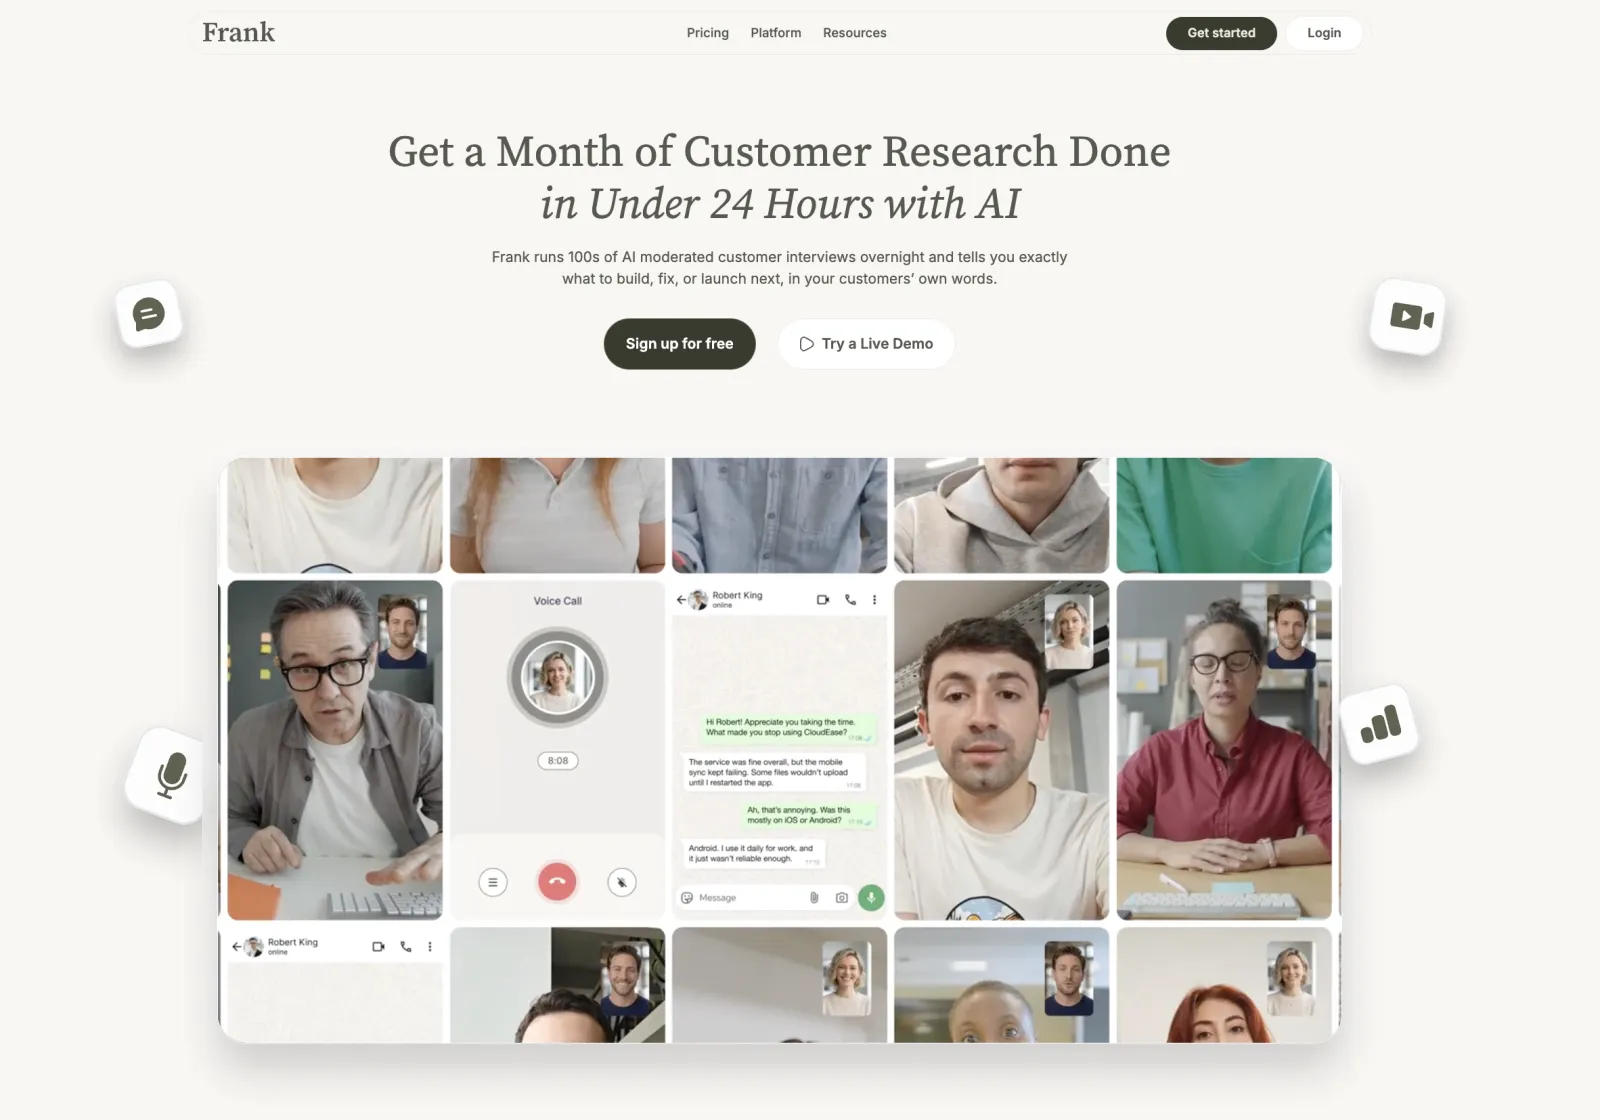 Frank
Pricing
Platform
Resources
Get started
Login
Get a Month of Customer Research Done
in Under 24 Hours with AI
Frank runs 100s of AI moderated customer interviews overnight and tells you exactly
what to build, fix, or launch next, in your customers’ own words.
Sign up for free
Try a Live Demo
Voice Call
8:08
Robert King
online
Hi Robert! Appreciate you taking the time.
What made you stop using CloudEase?
17:08
The service was fine overall, but the mobile
sync kept failing. Some files wouldn't upload
until I restarted the app.
17:08
Ah, that's annoying. Was this
mostly on iOS or Android?
Android. I use it daily for work, and
it just wasn't reliable enough.
Message
Robert King
online